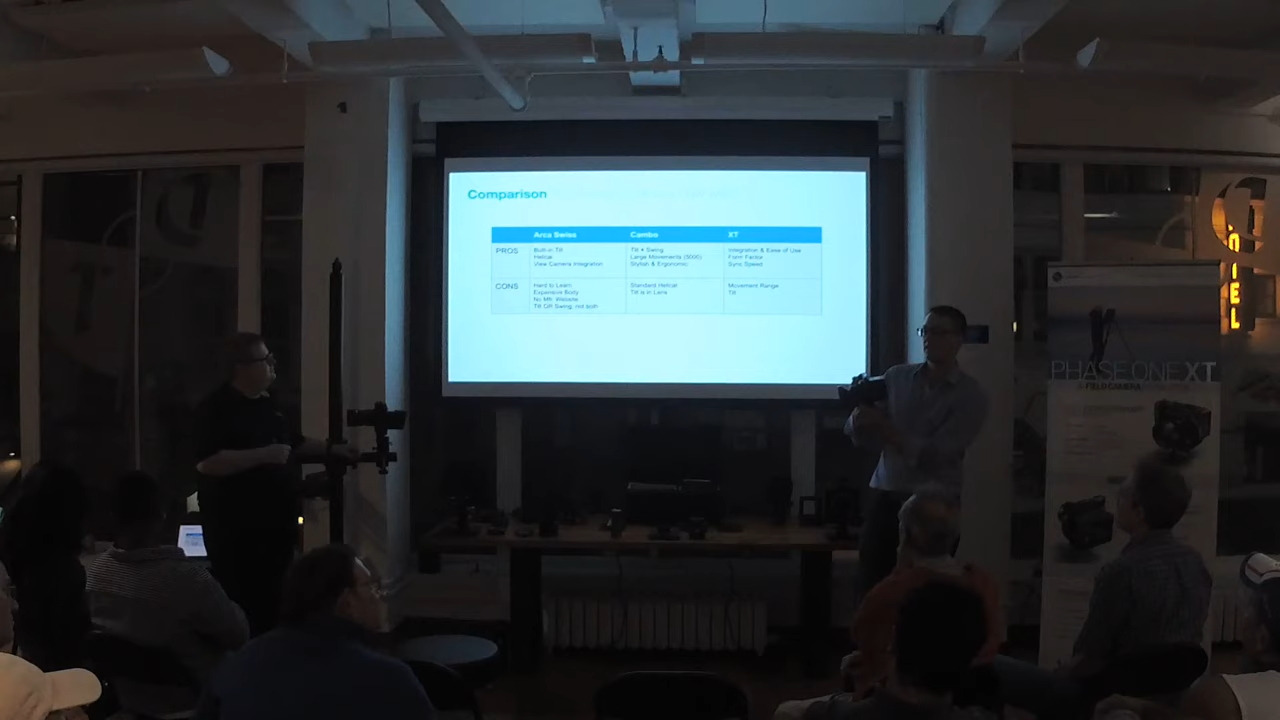 Comparison
Arca Swiss Cambo XT
PROS
Built-in Tilt
Helical
View Camera Integration
Tilt + Swing
Large Movements (5000)
Stylish & Ergonomic
Integration & Ease of Use
Form Factor
Sync Speed
CONS
Hard to Learn
Expensive Body
No Mfr. Website
Tilt OR Swing, not both
Standard Helical
Tilt is in Lens
Movement Range
Tilt
PHASE ONE XT
FIELD CAMERA